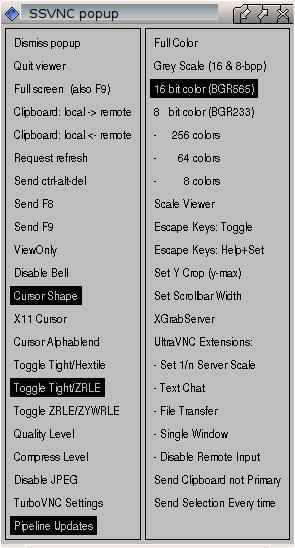 SSVNC popup
Dismiss popup
Quit viewer
Full screen (also F9)
Clipboard: local -> remote
Clipboard: local <- remote
Request refresh
Send ctrl-alt-del
Send F8
Send F9
ViewOnly
Disable Bell
Cursor Shape
X11 Cursor
Cursor Alphablend
Toggle Tight/Hextile
Toggle Tight/ZRLE
Toggle ZRLE/ZYWRLE
Quality Level
Compress Level
Disable JPEG
TurboVNC Settings
Pipeline Updates
Full Color
Grey Scale (16 & 8-bpp)
16 bit color (BGR565)
8 bit color (BGR233)
- 256 colors
- 64 colors
- 8 colors
Scale Viewer
Escape Keys: Toggle
Escape Keys: Help+Set
Set Y Crop (y-max)
Set Scrollbar Width
XGrabServer
UltraVNC Extensions:
- Set 1/n Server Scale
- Text Chat
- File Transfer
- Single Window
- Disable Remote Input
Send Clipboard not Primary
Send Selection Every time